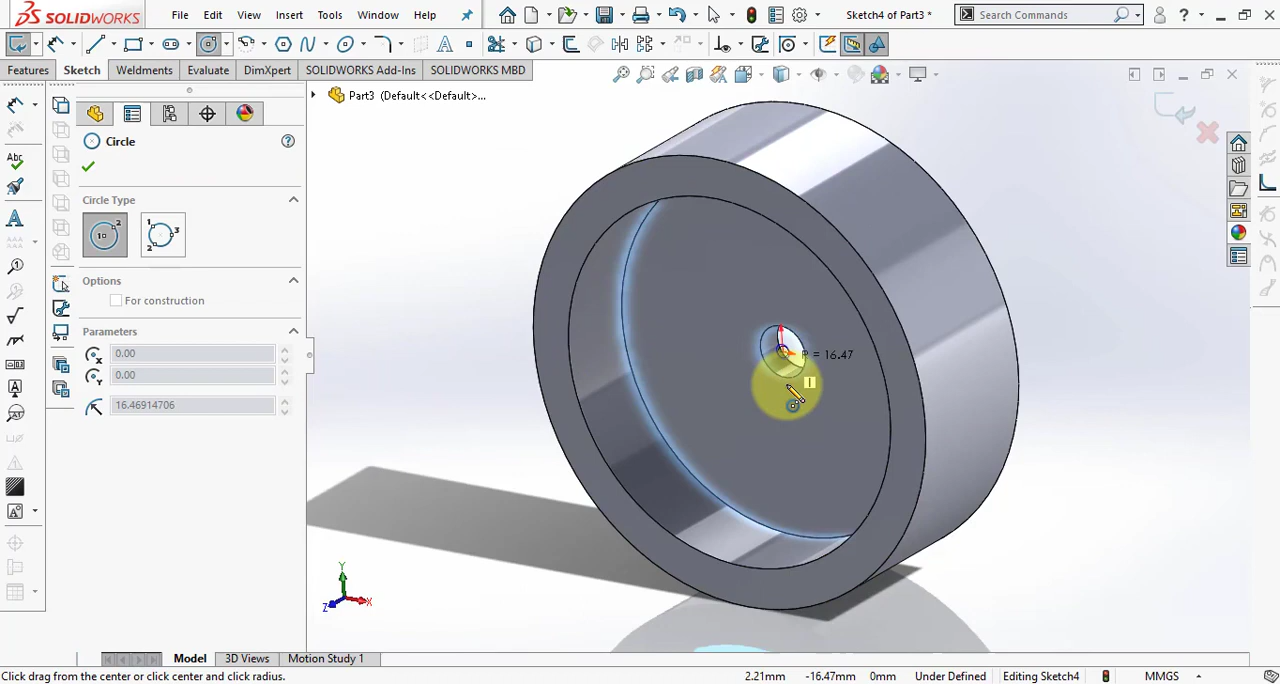 SOLIDWORKS
File Edit View Insert Tools Window Help
Sketch4 of Part3 *
Search Commands
Features Sketch Weldments Evaluate DimXpert SOLIDWORKS Add-Ins SOLIDWORKS MBD
Part3 (Default<<Default>...
Circle
Circle Type
Options
For construction
Parameters
0.00
0.00
16.46914706
R = 16.47
Y
X
Z
Model 3D Views Motion Study 1
Click drag from the center or click center and click radius.
2.21mm -16.47mm 0mm Under Defined Editing Sketch4 MMGS